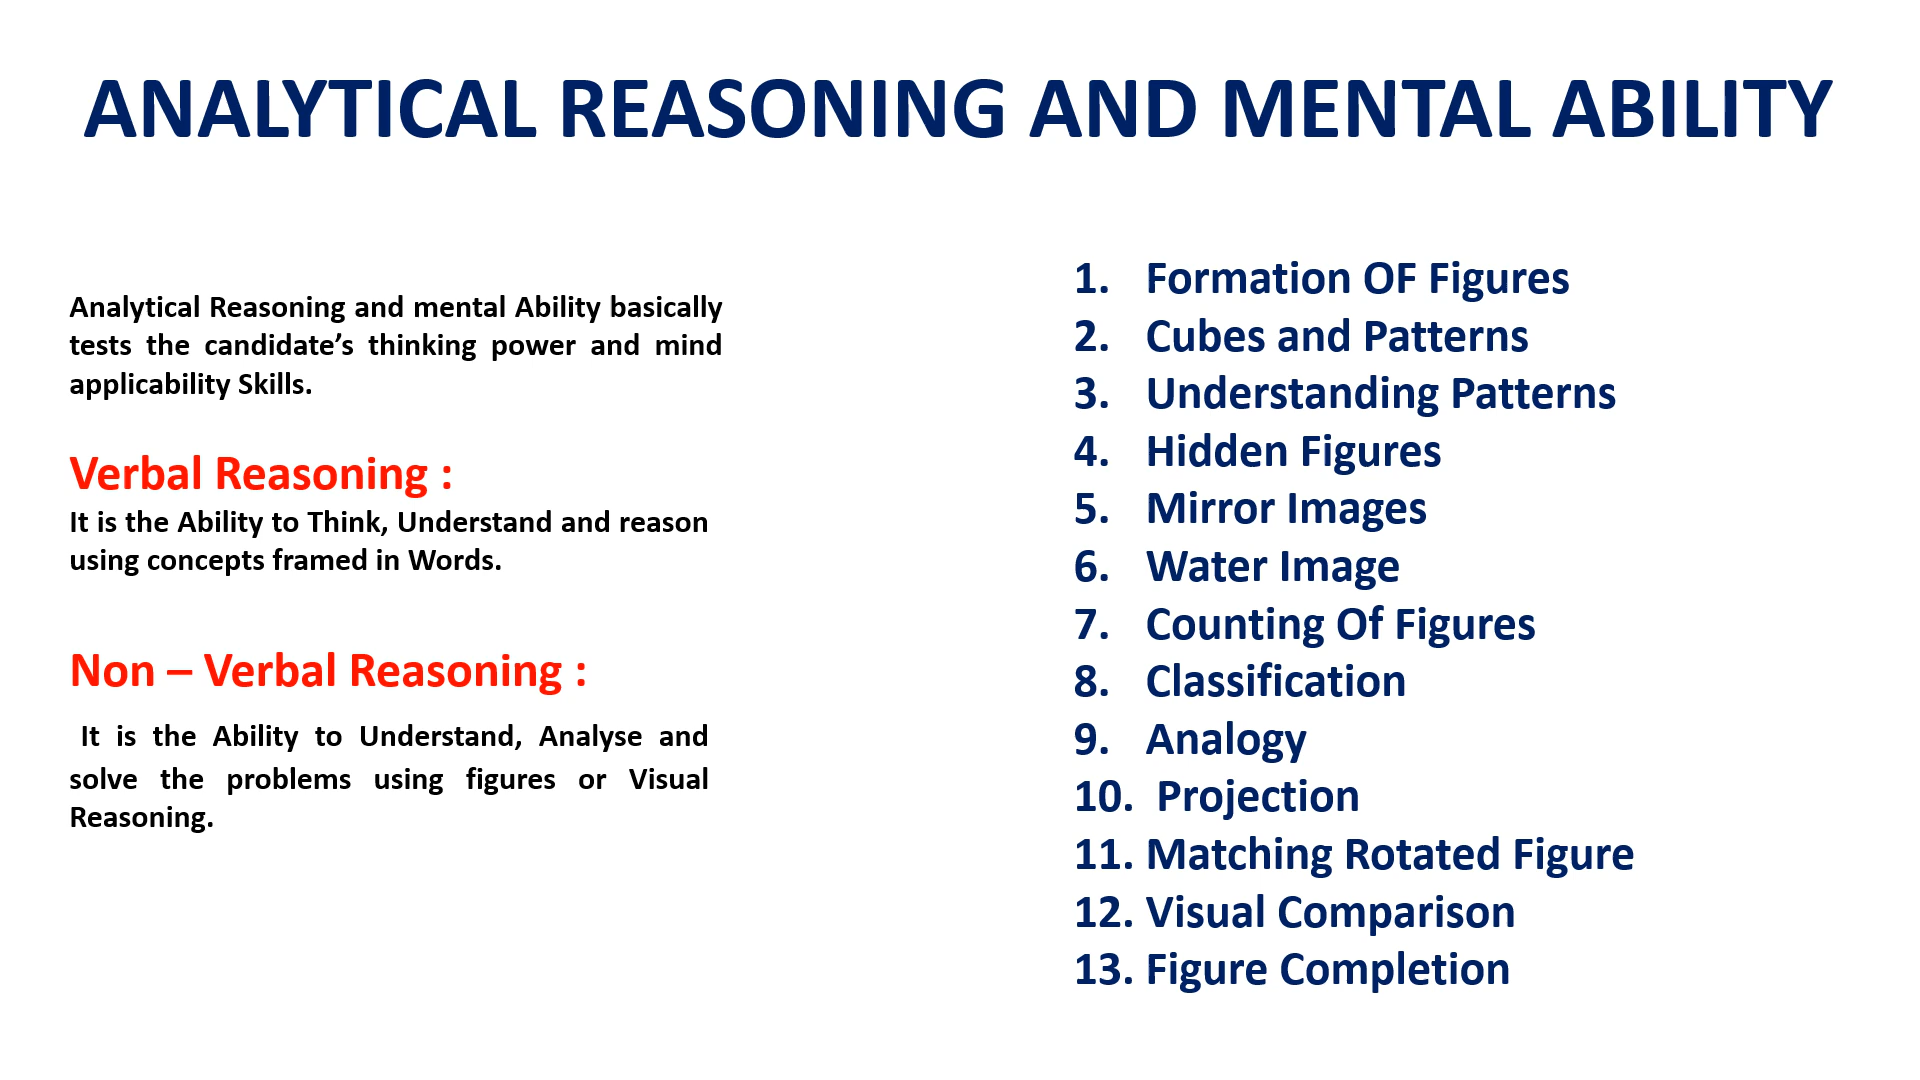 ANALYTICAL REASONING AND MENTAL ABILITY
Analytical Reasoning and mental Ability basically
tests the candidate’s thinking power and mind
applicability Skills.
Verbal Reasoning :
It is the Ability to Think, Understand and reason
using concepts framed in Words.
Non – Verbal Reasoning :
It is the Ability to Understand, Analyse and
solve the problems using figures or Visual
Reasoning.
1. Formation OF Figures
2. Cubes and Patterns
3. Understanding Patterns
4. Hidden Figures
5. Mirror Images
6. Water Image
7. Counting Of Figures
8. Classification
9. Analogy
10. Projection
11. Matching Rotated Figure
12. Visual Comparison
13. Figure Completion